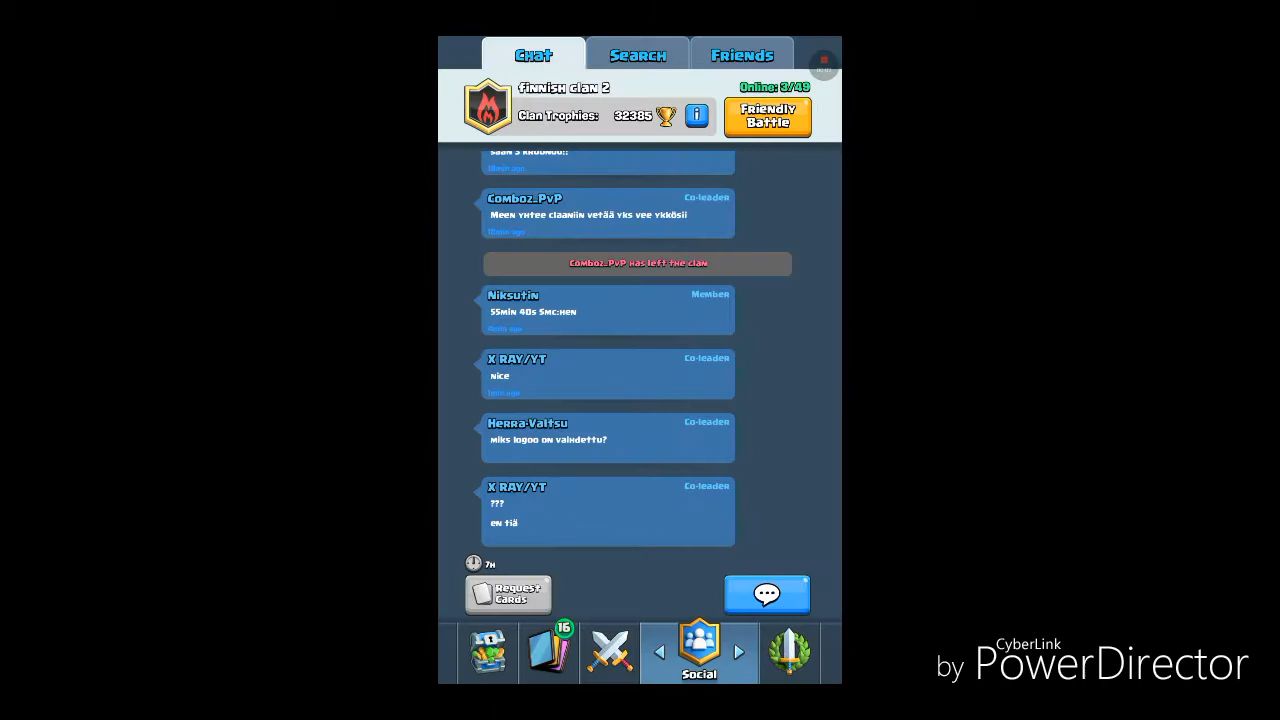 Chat
Search
Friends
finnish clan 2
Online: 3/49
Clan Trophies: 32385
i
Friendly
Battle
saan 3 kruunuu!!
Comboz_PvP
Co-leader
Meen yhtee claaniin vetää yks vee ykkösii
Comboz_PvP has left the clan
Niksutin
Member
55min 40s Smc:hen
X RAY/YT
Co-leader
nice
Herra-Valtsu
Co-leader
miks logoo on vaihdettu?
X RAY/YT
Co-leader
???
en tiä
7h
Request
Cards
16
Social
CyberLink
by PowerDirector